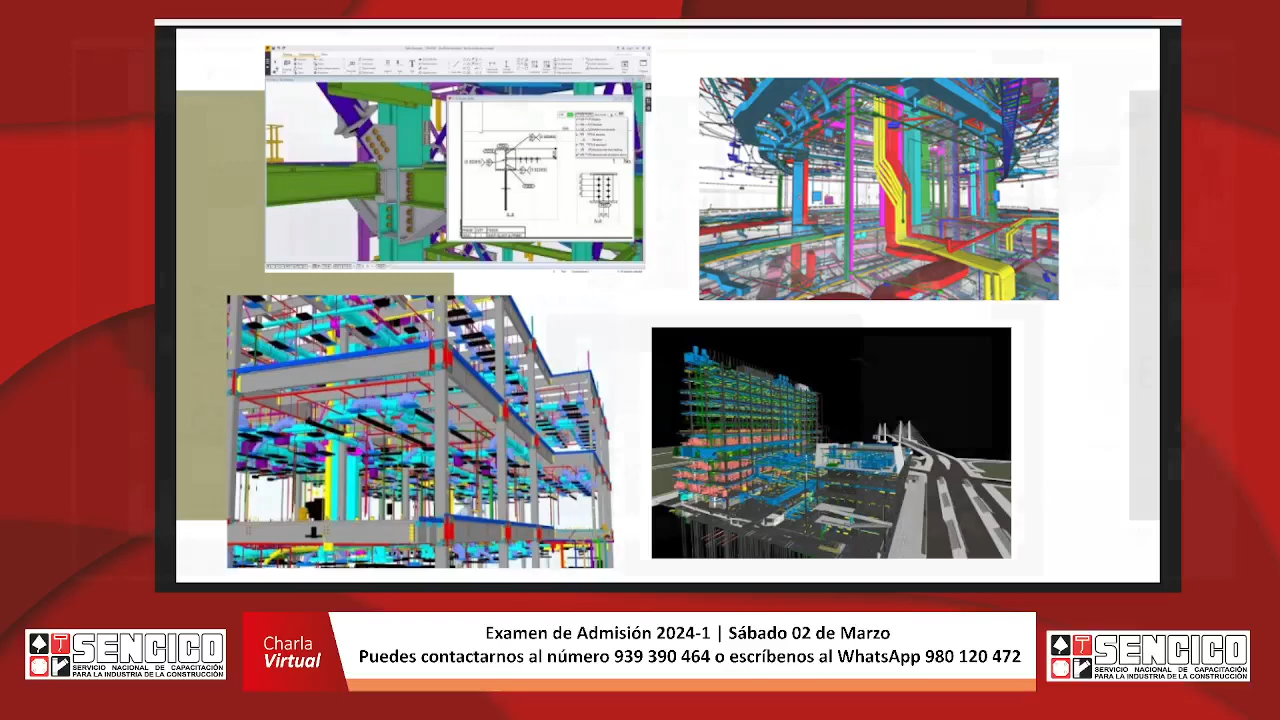 A-A
Charla
Virtual
Examen de Admisión 2024-1 | Sábado 02 de Marzo
Puedes contactarnos al número 939 390 464 o escríbenos al WhatsApp 980 120 472
SENCICO
SERVICIO NACIONAL DE CAPACITACIÓN
PARA LA INDUSTRIA DE LA CONSTRUCCIÓN
SENCICO
SERVICIO NACIONAL DE CAPACITACIÓN
PARA LA INDUSTRIA DE LA CONSTRUCCIÓN